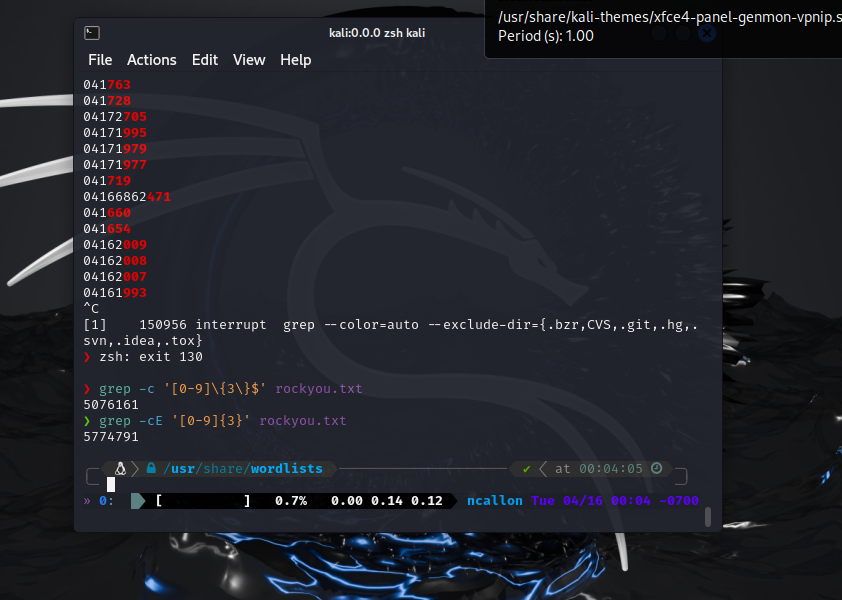 /usr/share/kali-themes/xfce4-panel-genmon-vpnip.s
Period (s): 1.00
kali:0.0.0 zsh kali
File Actions Edit View Help
041763
041728
04172705
04171995
04171979
04171977
041719
04166862471
041660
041654
04162009
04162008
04162007
04161993
^C
[1]    150956 interrupt  grep --color=auto --exclude-dir={.bzr,CVS,.git,.hg,.
svn,.idea,.tox}
❯ zsh: exit 130
❯ grep -c '[0-9]\{3\}$' rockyou.txt
5076161
❯ grep -cE '[0-9]{3}' rockyou.txt
5774791
/usr/share/wordlists ✔ at 00:04:05
» 0: [ ] 0.7% 0.00 0.14 0.12 ncallon Tue 04/16 00:04 -0700